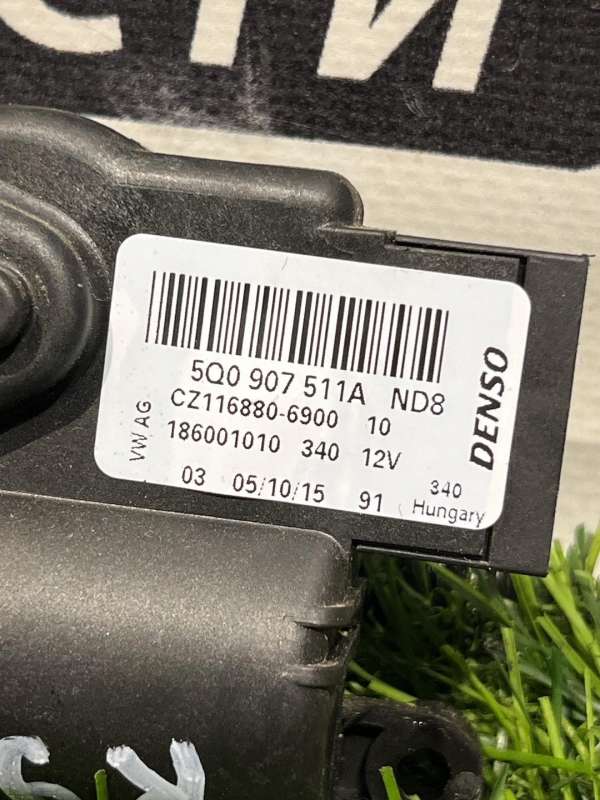 СТИ
5Q0 907 511A ND8
CZ116880-6900 10
186001010 340 12V
03 05/10/15 91
VW AG
340
Hungary
DENSO